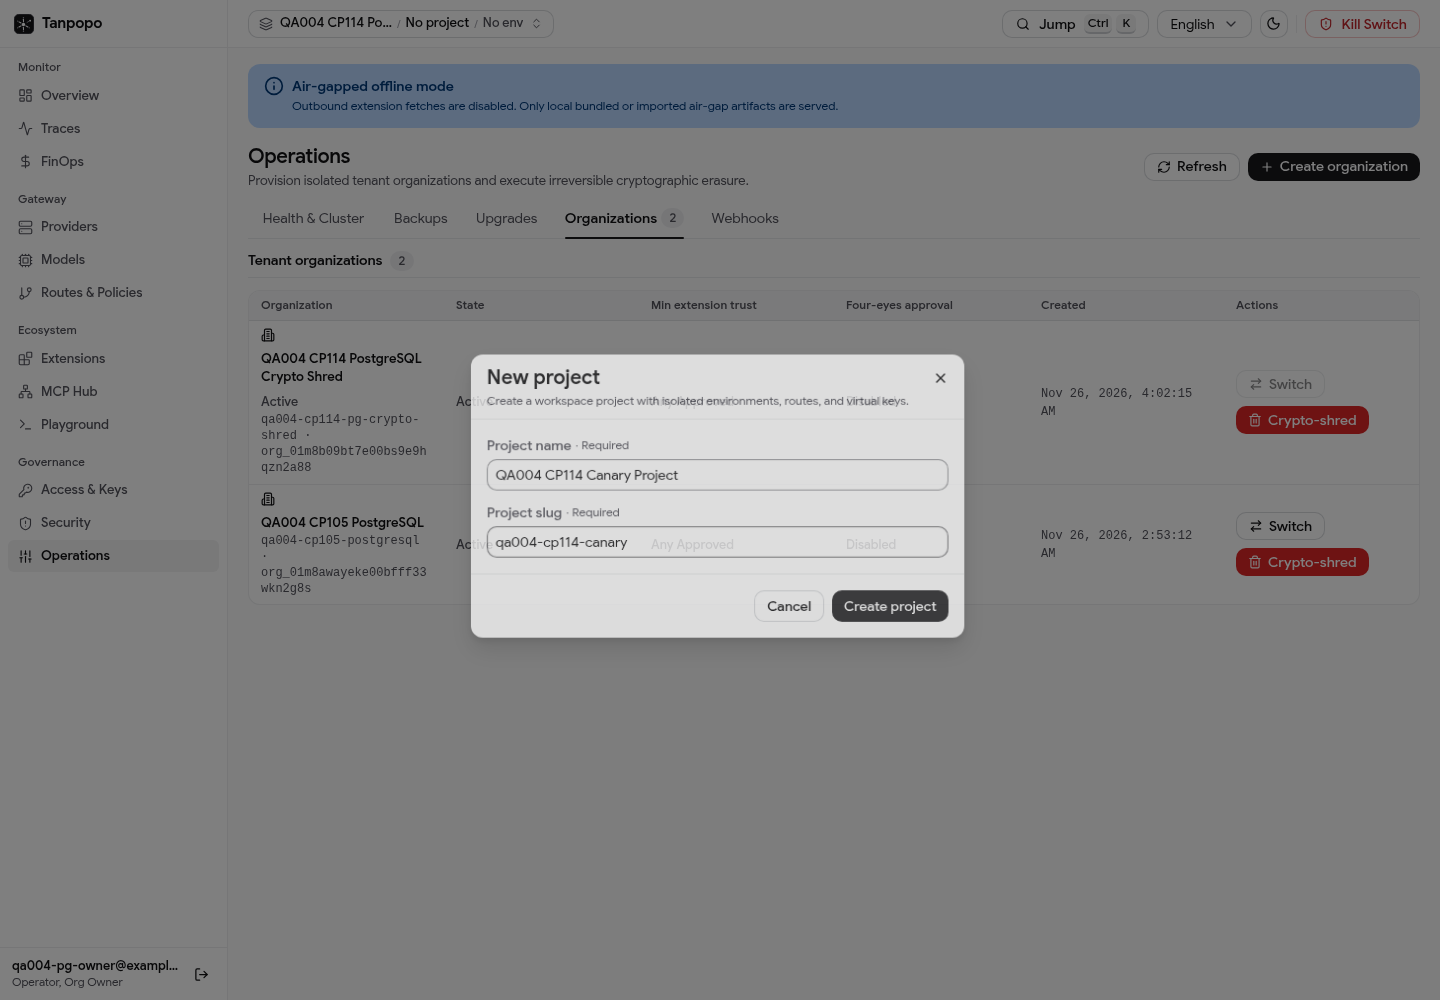 Tanpopo
QA004 CP114 Po... / No project / No env
Jump Ctrl K
English
Kill Switch
Monitor
Overview
Traces
FinOps
Gateway
Providers
Models
Routes & Policies
Ecosystem
Extensions
MCP Hub
Playground
Governance
Access & Keys
Security
Operations
qa004-pg-owner@exampl...
Operator, Org Owner
Air-gapped offline mode
Outbound extension fetches are disabled. Only local bundled or imported air-gap artifacts are served.
Operations
Provision isolated tenant organizations and execute irreversible cryptographic erasure.
Refresh
Create organization
Health & Cluster Backups Upgrades Organizations 2 Webhooks
Tenant organizations 2
Organization State Min extension trust Four-eyes approval Created Actions
QA004 CP114 PostgreSQL
Crypto Shred
Active
qa004-cp114-pg-crypto-
shred ·
org_01m8b09bt7e00bs9e9h
qzn2a88
Active
Nov 26, 2026, 4:02:15
AM
Switch
Crypto-shred
QA004 CP105 PostgreSQL
qa004-cp105-postgresql
·
org_01m8awayeke00bfff33
wkn2g8s
Active
Any Approved
Disabled
Nov 26, 2026, 2:53:12
AM
Switch
Crypto-shred
New project
Create a workspace project with isolated environments, routes, and virtual keys.
Project name · Required
QA004 CP114 Canary Project
Project slug · Required
qa004-cp114-canary
Cancel
Create project